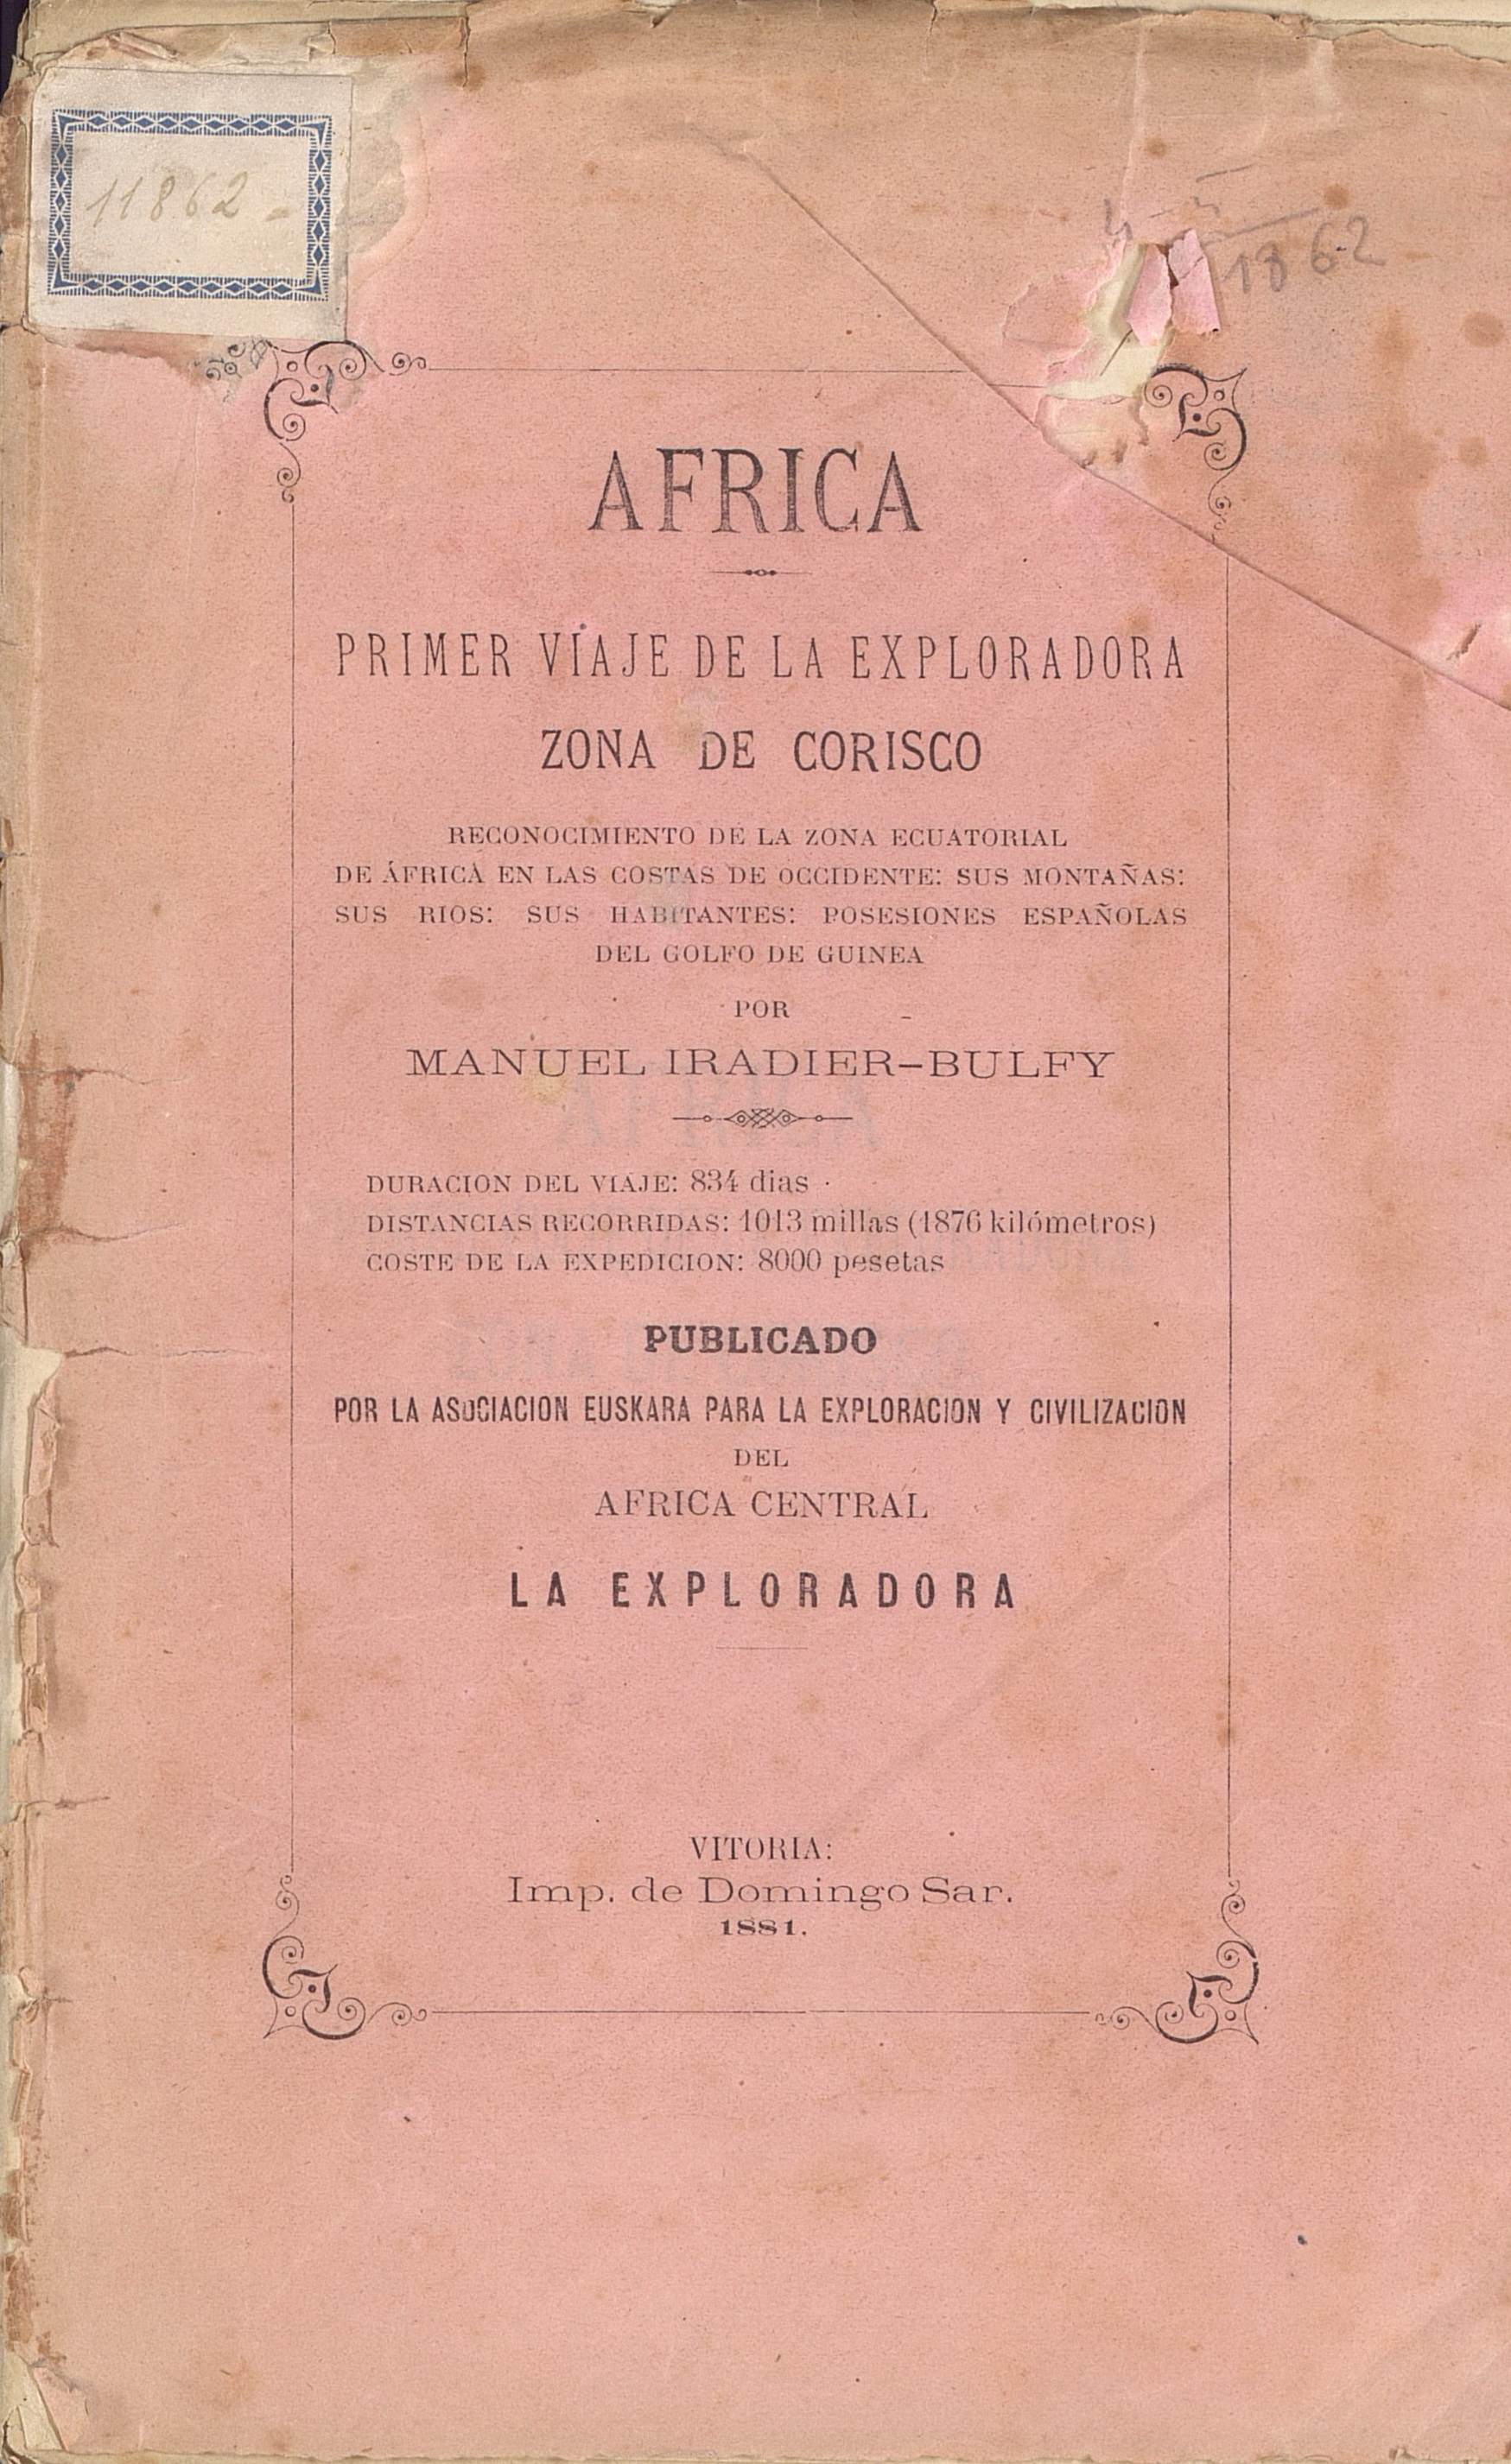 11862
1862
AFRICA
PRIMER VIAJE DE LA EXPLORADORA
ZONA DE CORISCO
RECONOCIMIENTO DE LA ZONA ECUATORIAL
DE ÁFRICA EN LAS COSTAS DE OCCIDENTE: SUS MONTAÑAS:
SUS RIOS: SUS HABITANTES: POSESIONES ESPAÑOLAS
DEL GOLFO DE GUINEA
POR
MANUEL IRADIER-BULFY
DURACION DEL VIAJE: 834 dias
DISTANCIAS RECORRIDAS: 1013 millas (1876 kilómetros)
COSTE DE LA EXPEDICION: 8000 pesetas
PUBLICADO
POR LA ASOCIACION EUSKARA PARA LA EXPLORACION Y CIVILIZACION
DEL
AFRICA CENTRAL
LA EXPLORADORA
VITORIA:
Imp. de Domingo Sar.
1881.